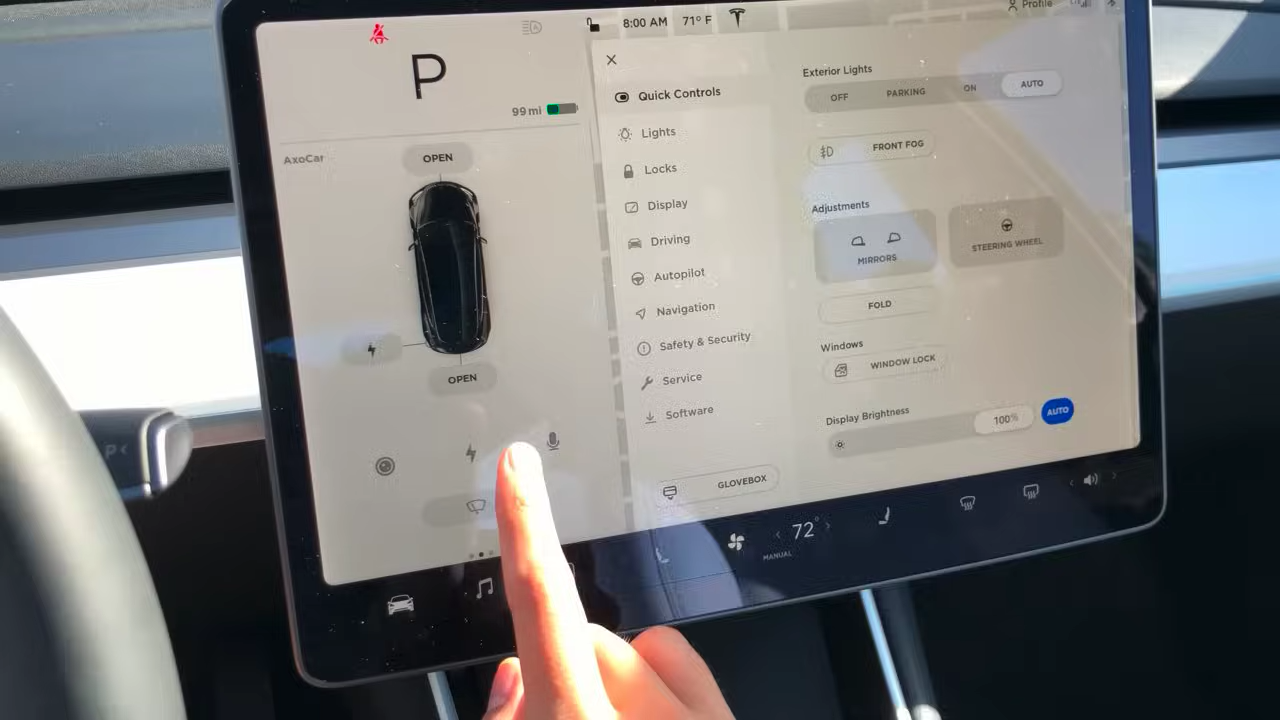 8:00 AM 71° F
Profile
P
99 mi
AxoCar
OPEN
OPEN
Quick Controls
Lights
Locks
Display
Driving
Autopilot
Navigation
Safety & Security
Service
Software
GLOVEBOX
Exterior Lights
OFF PARKING ON AUTO
FRONT FOG
Adjustments
MIRRORS
STEERING WHEEL
FOLD
Windows
WINDOW LOCK
Display Brightness
100% AUTO
72°
MANUAL
P <